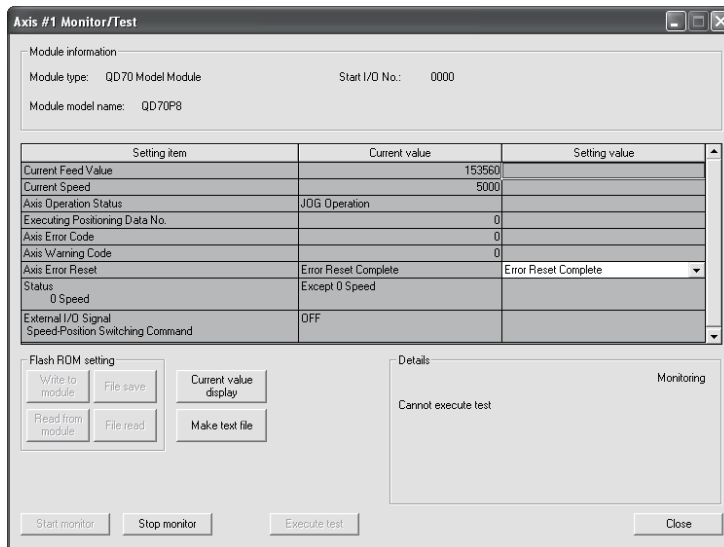 Axis #1 Monitor/Test
Module information
Module type: QD70 Model Module Start I/O No.: 0000
Module model name: QD70P8
Setting item Current value Setting value
Current Feed Value 153560
Current Speed 5000
Axis Operation Status JOG Operation
Executing Positioning Data No. 0
Axis Error Code 0
Axis Warning Code 0
Axis Error Reset Error Reset Complete Error Reset Complete
Status Except 0 Speed
0 Speed
External I/O Signal OFF
Speed-Position Switching Command
Flash ROM setting
Write to
module
File save
Current value
display
Read from
module
File read
Make text file
Details
Monitoring
Cannot execute test
Start monitor Stop monitor Execute test Close